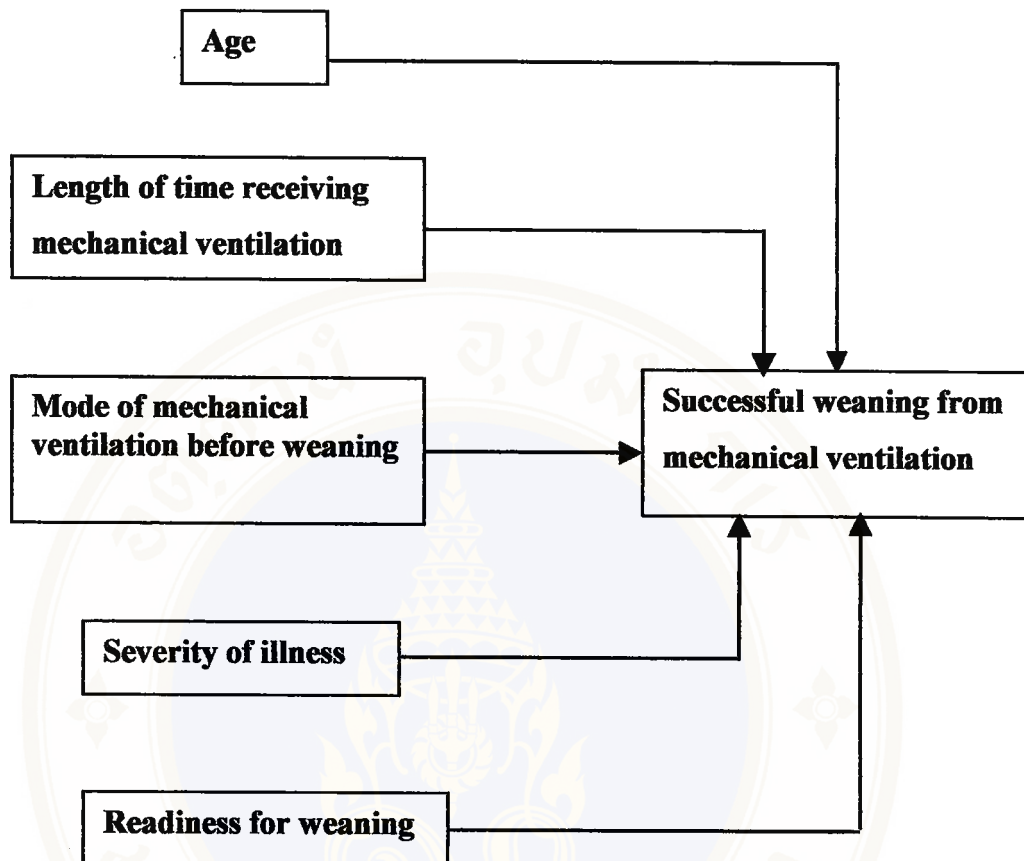 Age
Length of time receiving
mechanical ventilation
Mode of mechanical
ventilation before weaning
Successful weaning from
mechanical ventilation
Severity of illness
Readiness for weaning